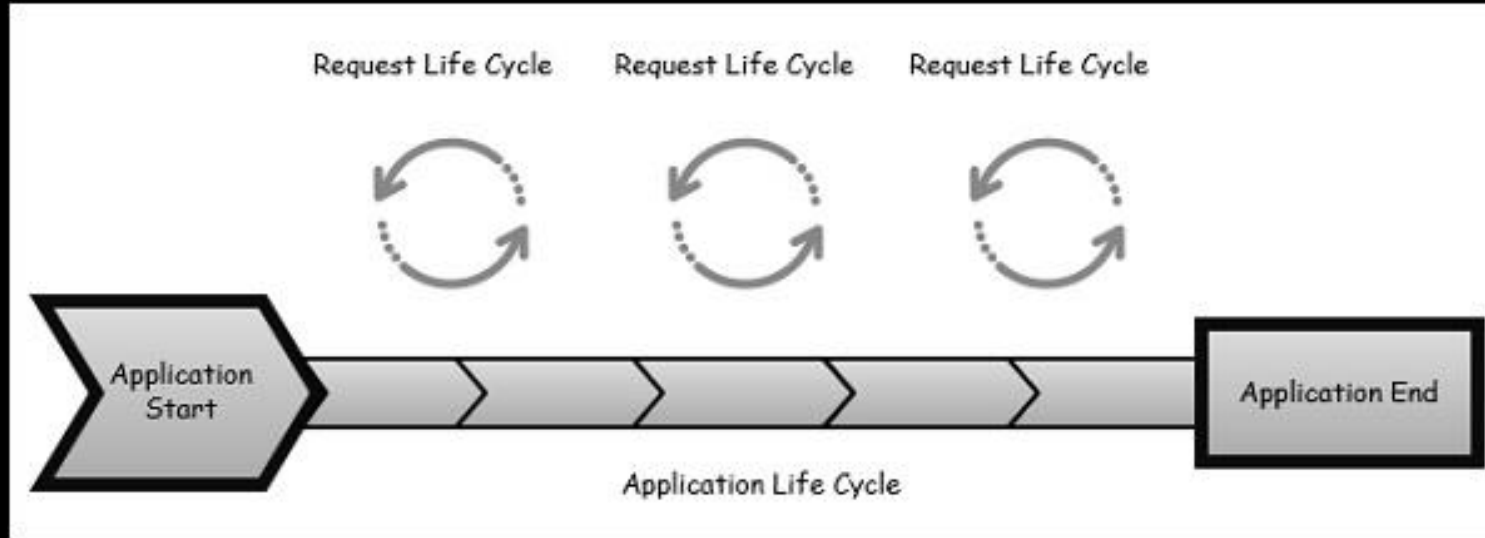 Request Life Cycle
Request Life Cycle
Request Life Cycle
Application
Start
Application End
Application Life Cycle